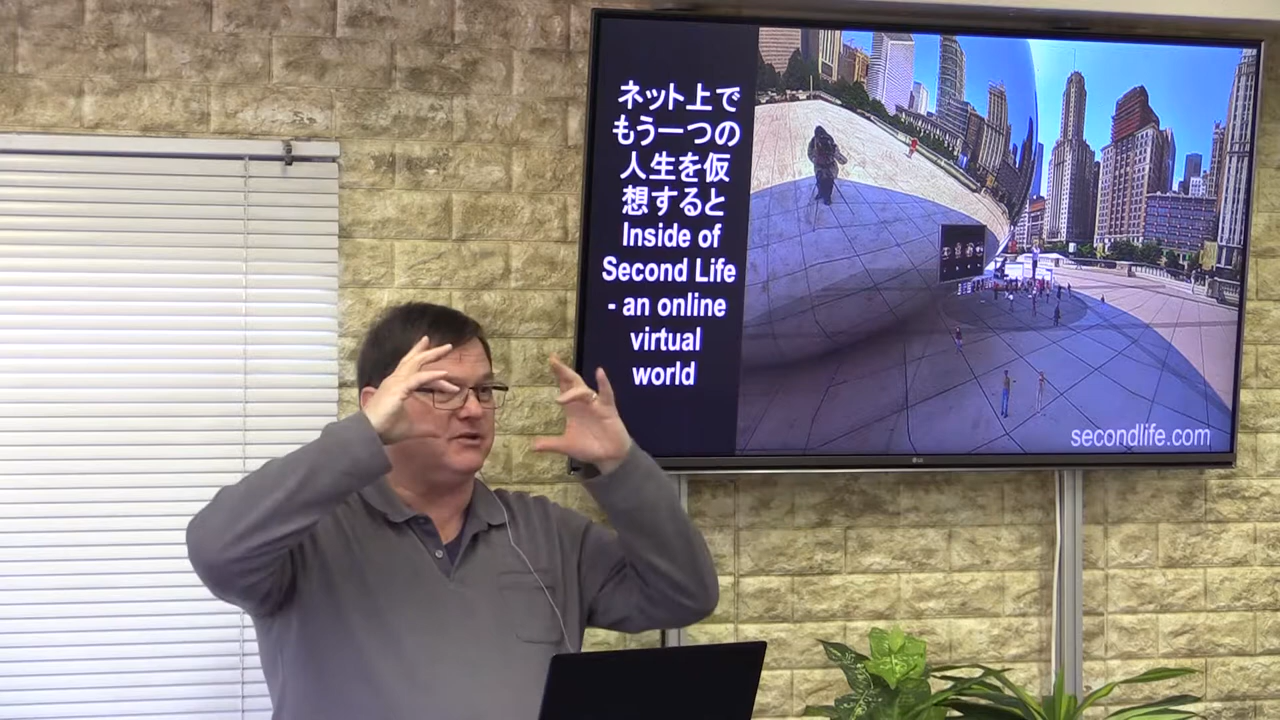 ネット上で
もう一つの
人生を仮
想すると
Inside of
Second Life
- an online
virtual
world
secondlife.com
LG